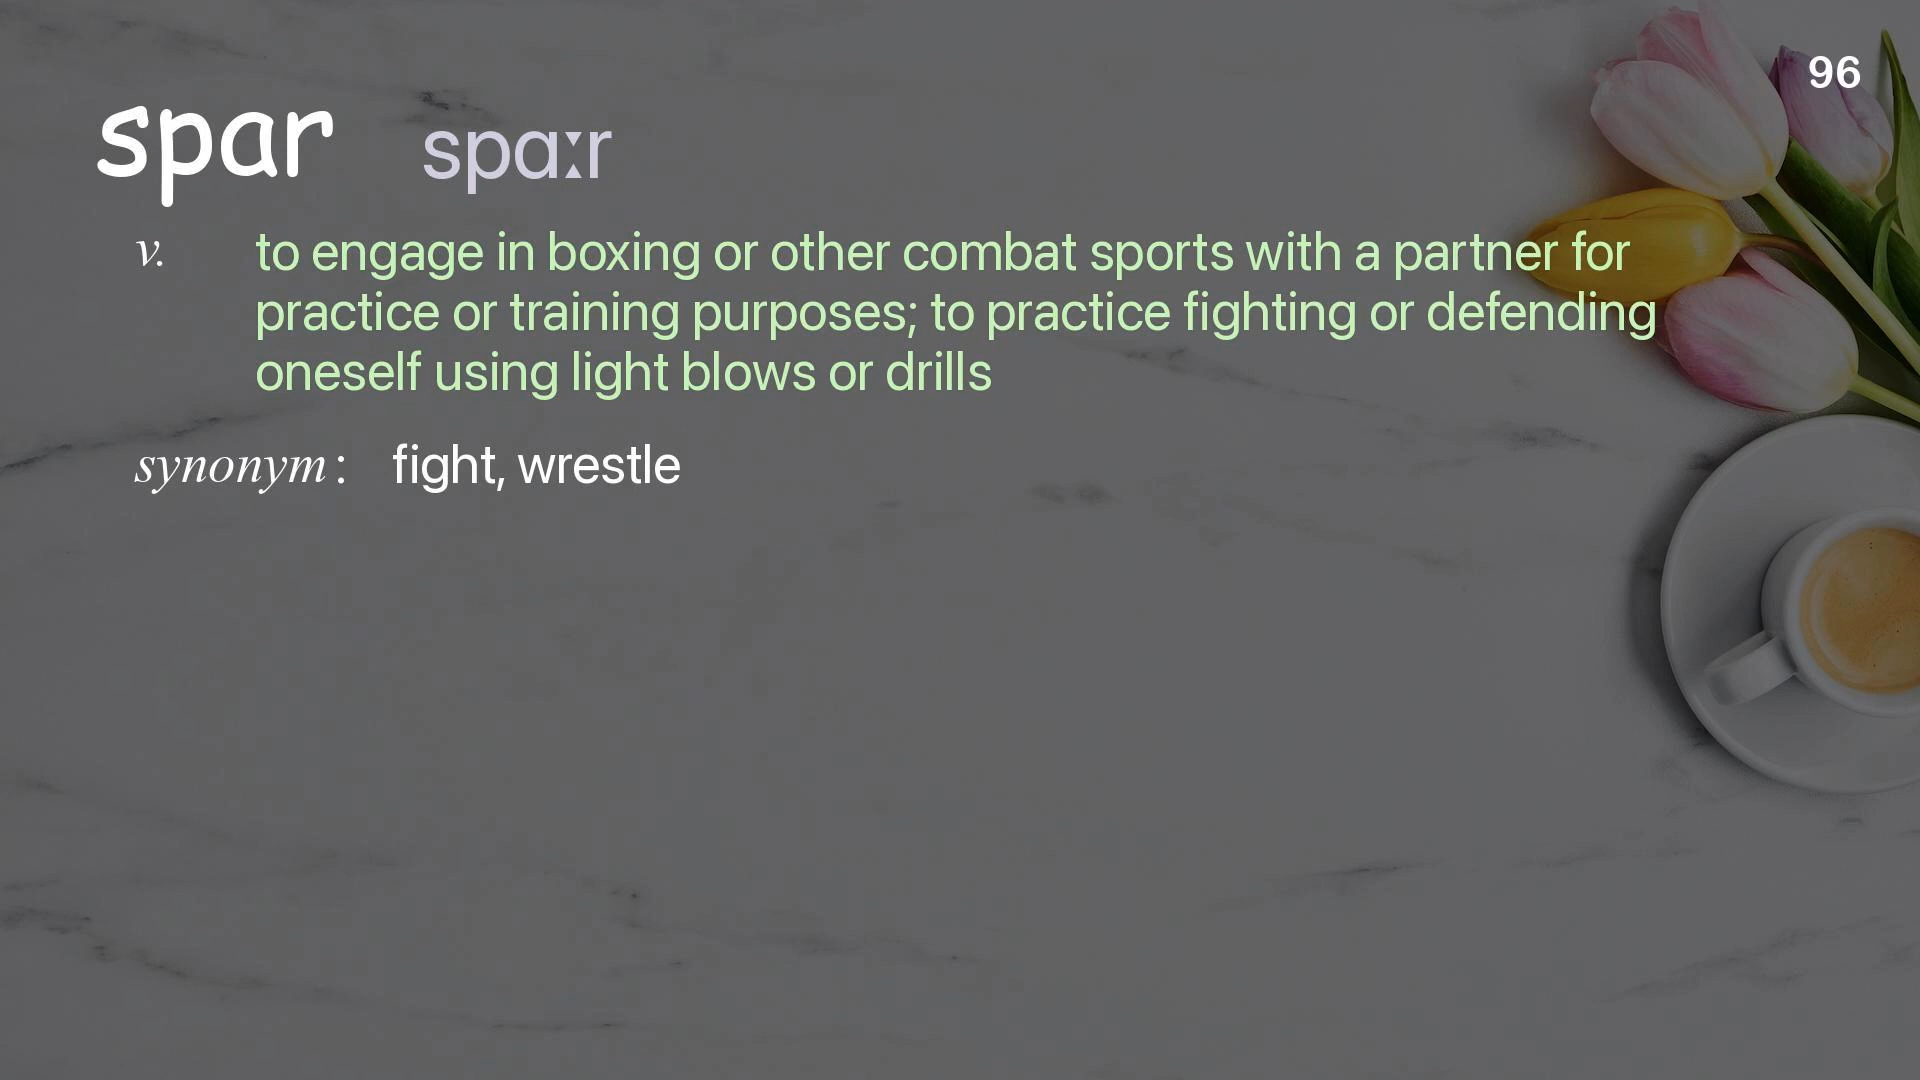 96
spar spɑːr
v. to engage in boxing or other combat sports with a partner for
practice or training purposes; to practice fighting or defending
oneself using light blows or drills
synonym : fight, wrestle